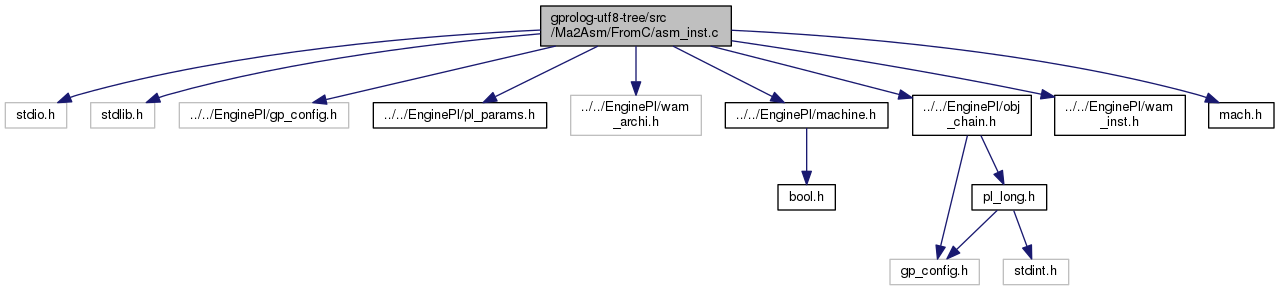 gprolog-utf8-tree/src
/Ma2Asm/FromC/asm_inst.c
stdio.h
stdlib.h
../../EnginePl/gp_config.h
../../EnginePl/pl_params.h
../../EnginePl/wam
_archi.h
../../EnginePl/machine.h
../../EnginePl/obj
_chain.h
../../EnginePl/wam
_inst.h
mach.h
bool.h
pl_long.h
gp_config.h
stdint.h